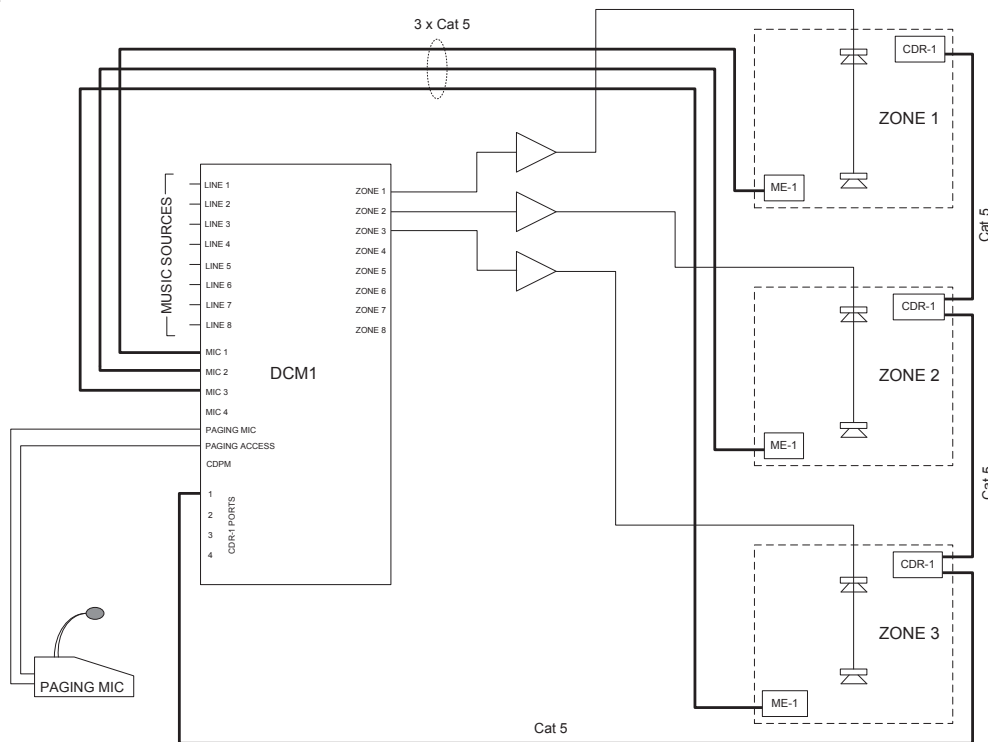 3 x Cat 5
CDR-1
ZONE 1
ME-1
Cat 5
MUSIC SOURCES
LINE 1
LINE 2
LINE 3
LINE 4
LINE 5
LINE 6
LINE 7
LINE 8
MIC 1
MIC 2
MIC 3
MIC 4
PAGING MIC
PAGING ACCESS
CDPM
1
2
3
4
CDR-1 PORTS
DCM1
ZONE 1
ZONE 2
ZONE 3
ZONE 4
ZONE 5
ZONE 6
ZONE 7
ZONE 8
CDR-1
ZONE 2
ME-1
Cat 5
CDR-1
ZONE 3
ME-1
PAGING MIC
Cat 5